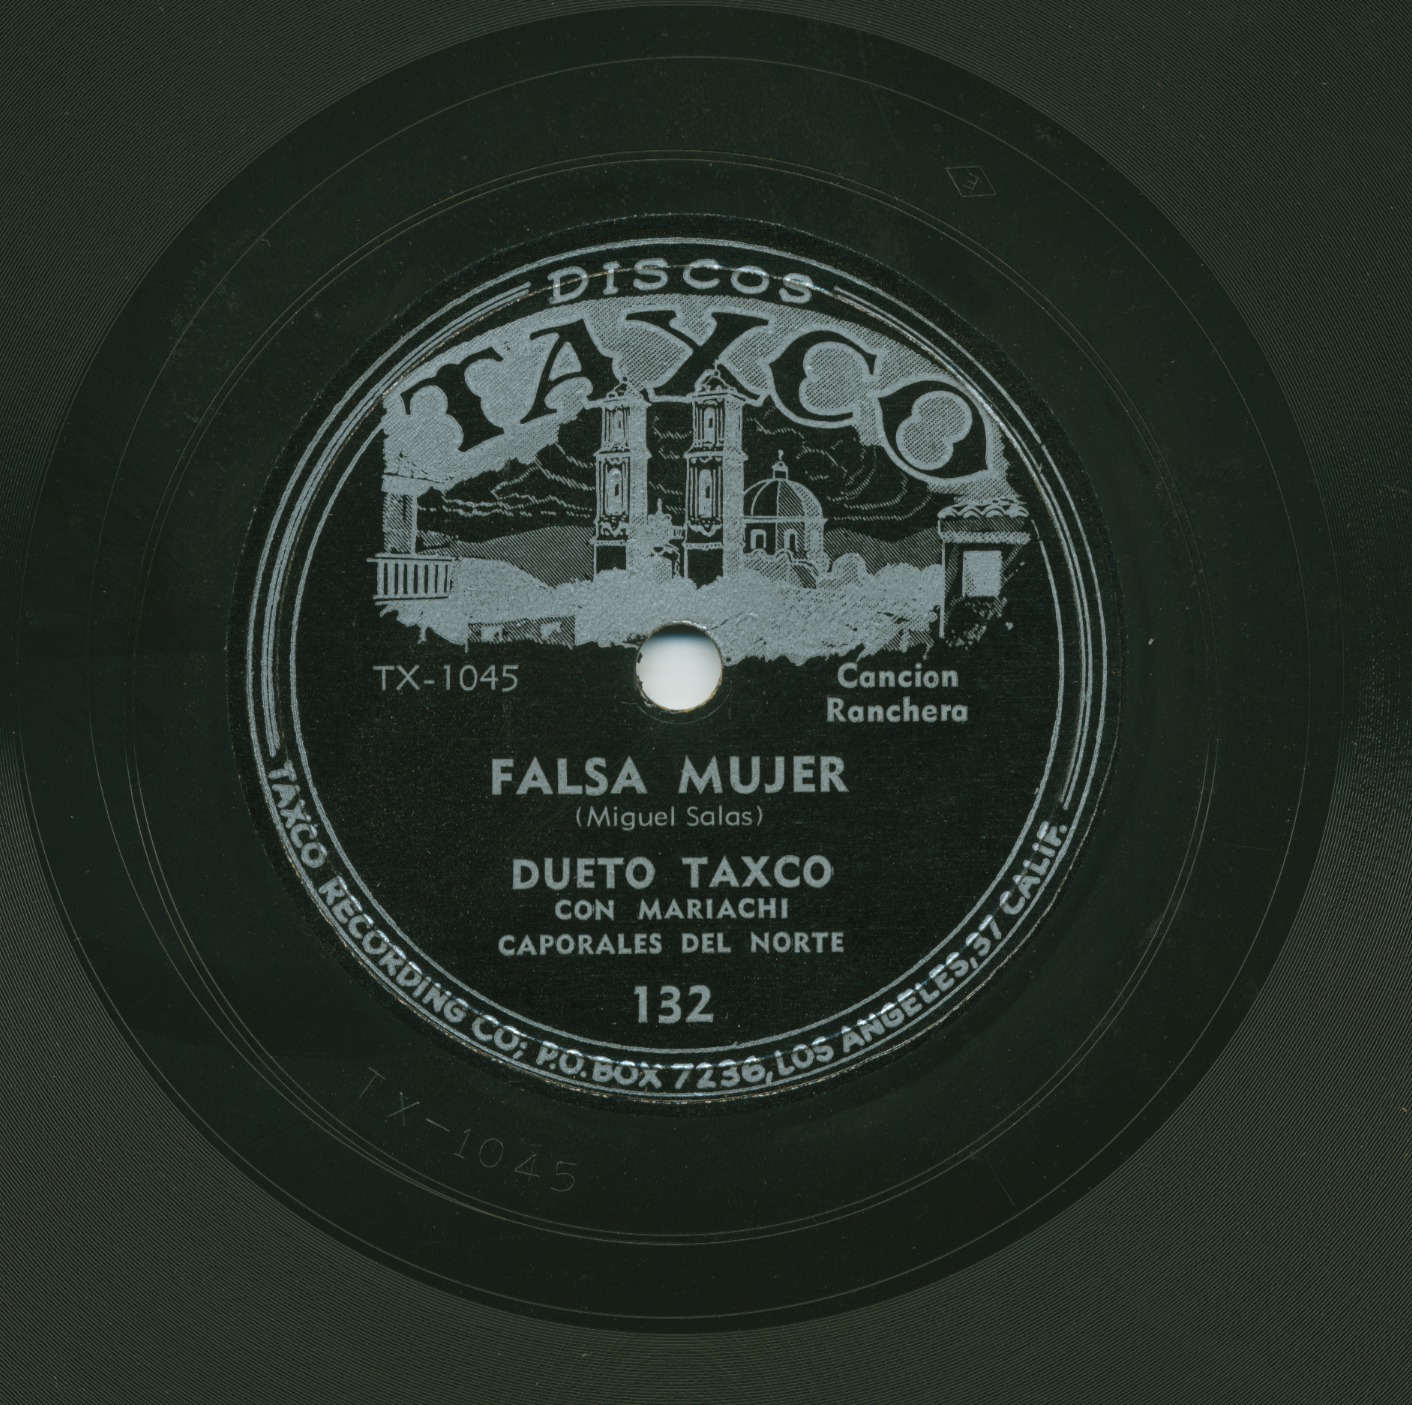 DISCOS
TAXCO
TX-1045
Cancion
Ranchera
FALSA MUJER
(Miguel Salas)
DUETO TAXCO
CON MARIACHI
CAPORALES DEL NORTE
132
TAXCO RECORDING CO; P.O. BOX 7236, LOS ANGELES, 37 CALIF.
TX-1045